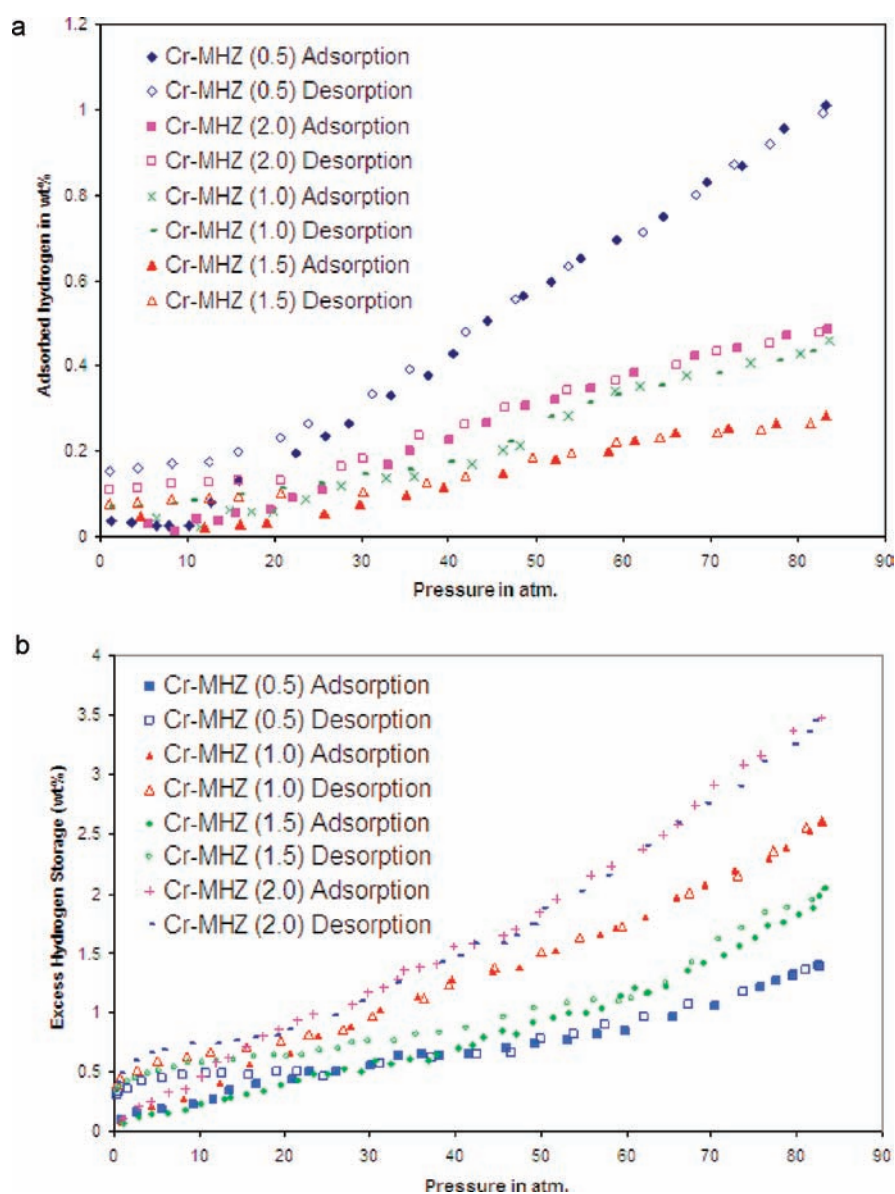 a
1.2
1
0.8
0.6
0.4
0.2
0
Adsorbed hydrogen in wt%
Cr-MHZ (0.5) Adsorption
Cr-MHZ (0.5) Desorption
Cr-MHZ (2.0) Adsorption
Cr-MHZ (2.0) Desorption
Cr-MHZ (1.0) Adsorption
Cr-MHZ (1.0) Desorption
Cr-MHZ (1.5) Adsorption
Cr-MHZ (1.5) Desorption
0 10 20 30 40 50 60 70 80 90
Pressure in atm.
b
4
3.5
3
2.5
2
1.5
1
0.5
0
Excess Hydrogen Storage (wt%)
Cr-MHZ (0.5) Adsorption
Cr-MHZ (0.5) Desorption
Cr-MHZ (1.0) Adsorption
Cr-MHZ (1.0) Desorption
Cr-MHZ (1.5) Adsorption
Cr-MHZ (1.5) Desorption
Cr-MHZ (2.0) Adsorption
Cr-MHZ (2.0) Desorption
0 10 20 30 40 50 60 70 80 90
Pressure in atm.